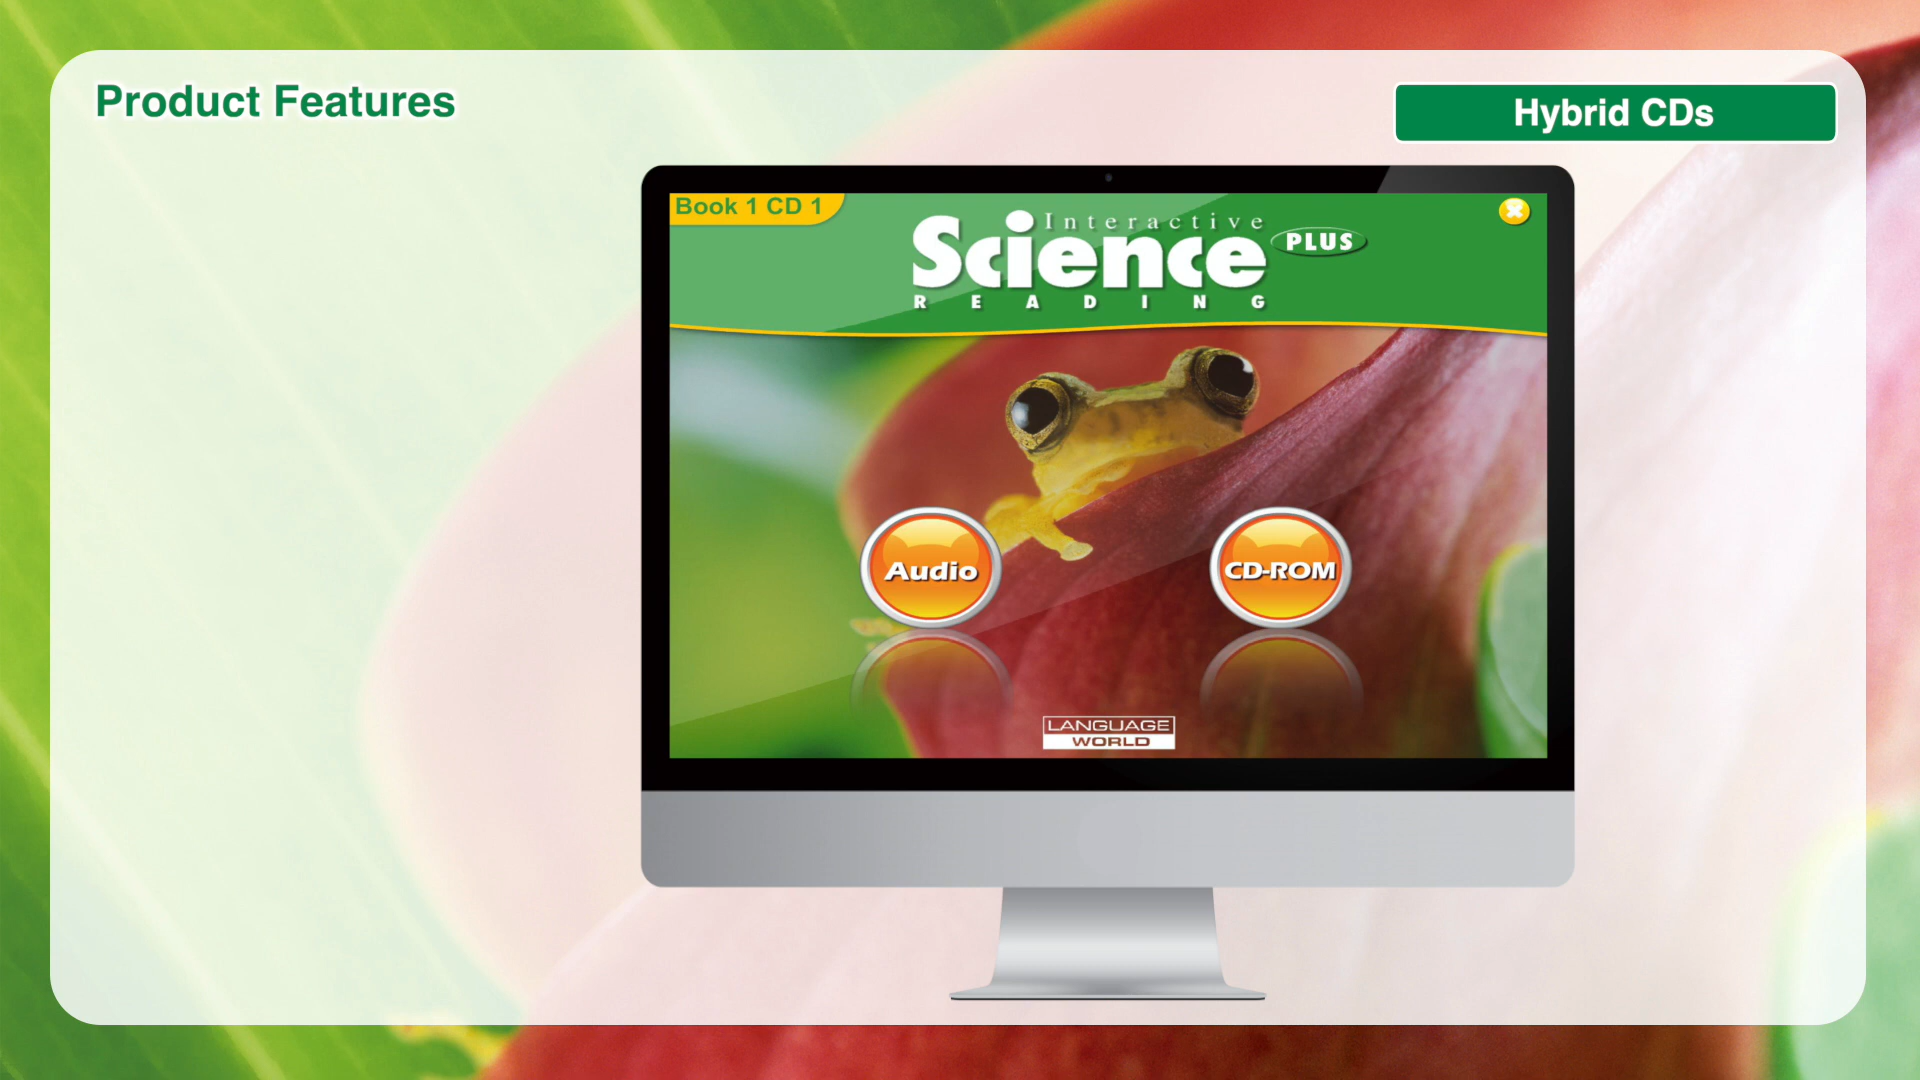 Product Features
Hybrid CDs
Book 1 CD 1
Interactive
Science PLUS
READING
Audio
CD-ROM
LANGUAGE
WORLD